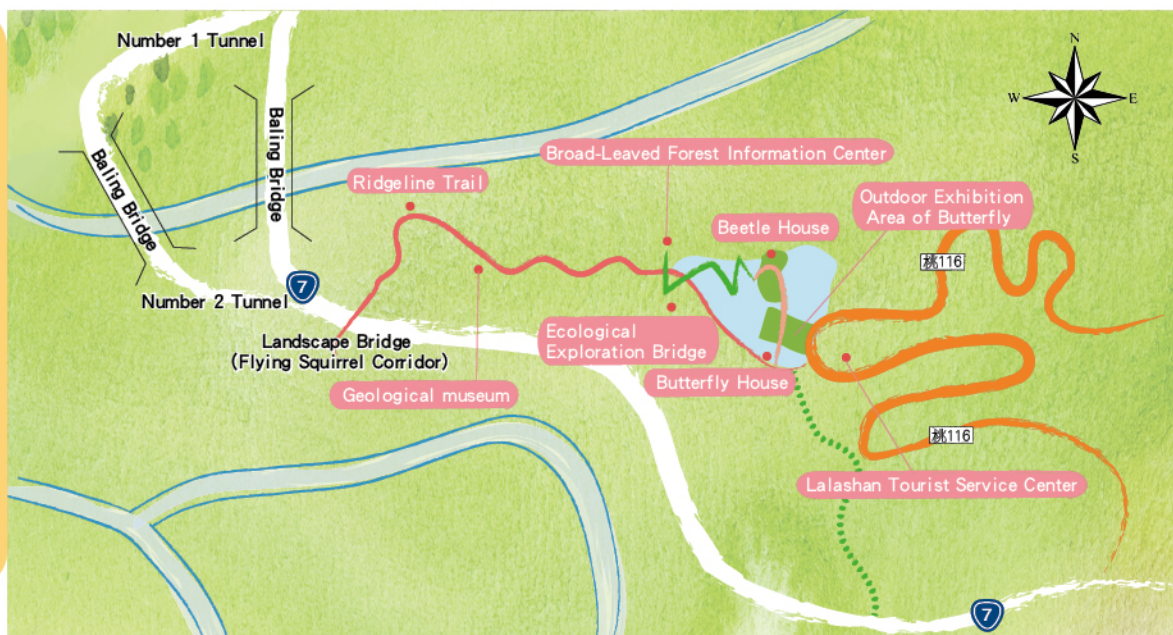 Number 1 Tunnel
Baling Bridge
Baling Bridge
N
W
E
S
Broad-Leaved Forest Information Center
Ridgeline Trail
Outdoor Exhibition
Area of Butterfly
Beetle House
桃116
7
Number 2 Tunnel
Landscape Bridge
(Flying Squirrel Corridor)
Ecological
Exploration Bridge
Butterfly House
Geological museum
桃116
Lalashan Tourist Service Center
7